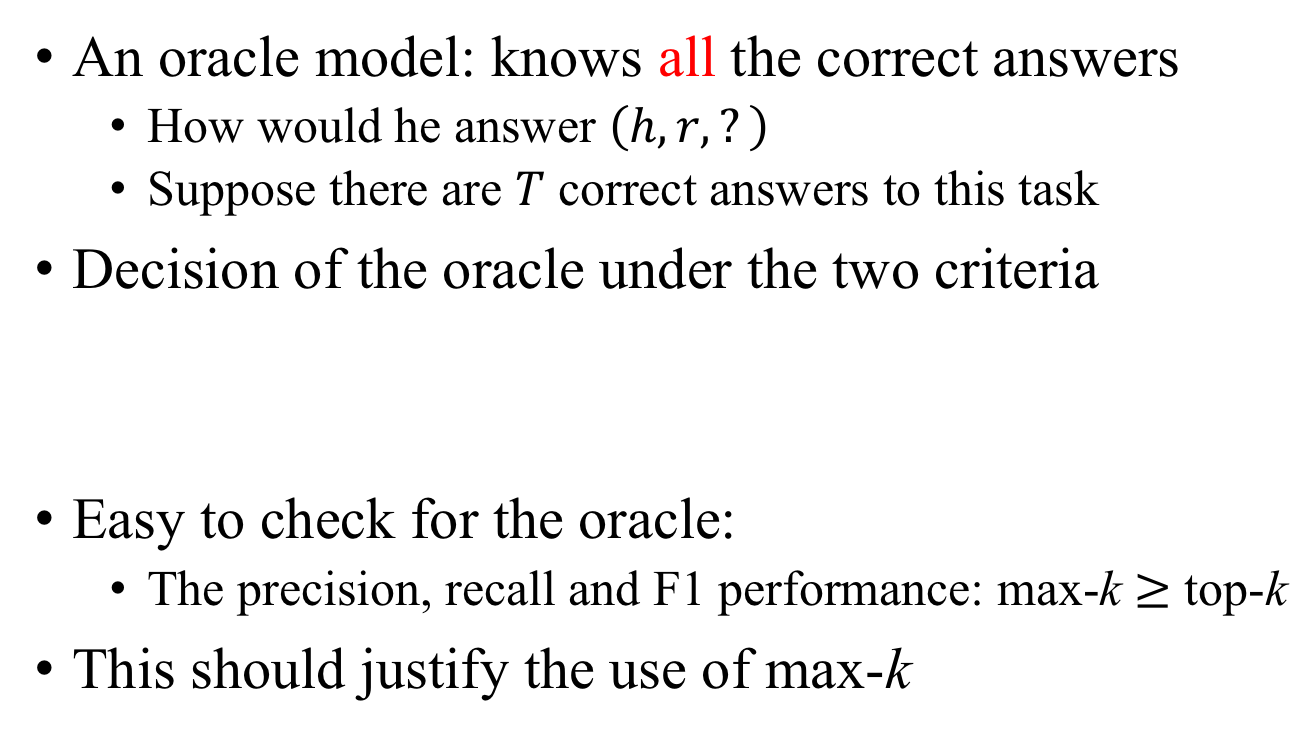 • An oracle model: knows all the correct answers
• How would he answer (h, r, ? )
• Suppose there are T correct answers to this task
• Decision of the oracle under the two criteria
• Easy to check for the oracle:
• The precision, recall and F1 performance: max-k ≥ top-k
• This should justify the use of max-k